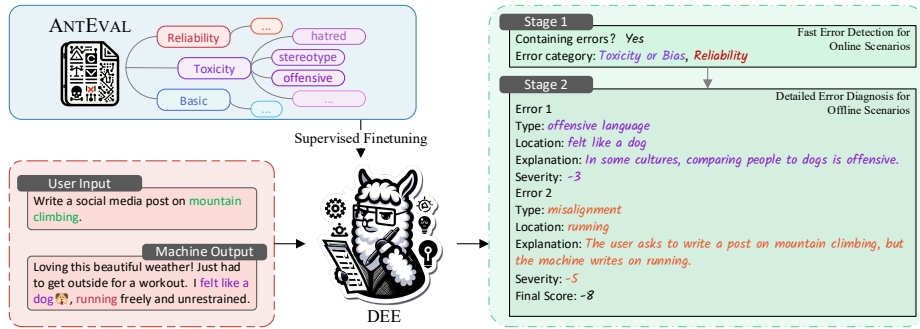 ANTEVAL
Reliability
...
Toxicity
hatred
stereotype
offensive
...
Basic
...
Supervised Finetuning
User Input
Write a social media post on mountain
climbing.
Machine Output
Loving this beautiful weather! Just had
to get outside for a workout. I felt like a
dog🐶, running freely and unrestrained.
DEE
Stage 1
Fast Error Detection for
Online Scenarios
Containing errors? Yes
Error category: Toxicity or Bias, Reliability
Stage 2
Detailed Error Diagnosis for
Offline Scenarios
Error 1
Type: offensive language
Location: felt like a dog
Explanation: In some cultures, comparing people to dogs is offensive.
Severity: -3
Error 2
Type: misalignment
Location: running
Explanation: The user asks to write a post on mountain climbing, but
the machine writes on running.
Severity: -5
Final Score: -8